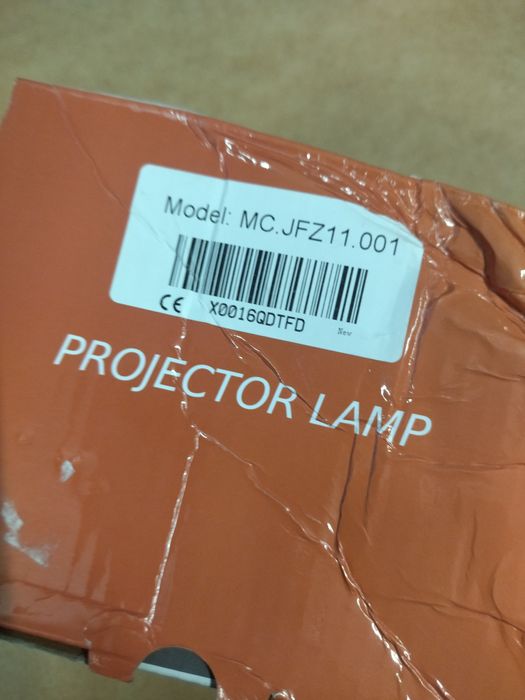 Model: MC.JFZ11.001
CE X0016QDTFD New
PROJECTOR LAMP